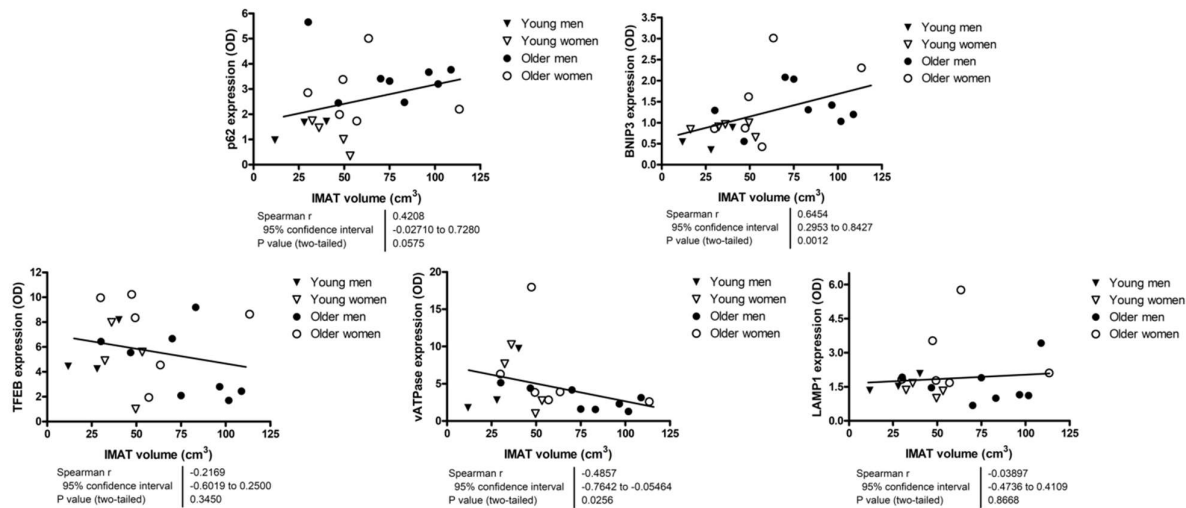 p62 expression (OD)
6
5
4
3
2
1
0
0 25 50 75 100 125
IMAT volume (cm³)
Young men
Young women
Older men
Older women
Spearman r 0.4208
95% confidence interval -0.02710 to 0.7280
P value (two-tailed) 0.0575
BNIP3 expression (OD)
3.5
3.0
2.5
2.0
1.5
1.0
0.5
0.0
0 25 50 75 100 125
IMAT volume (cm³)
Young men
Young women
Older men
Older women
Spearman r 0.6454
95% confidence interval 0.2953 to 0.8427
P value (two-tailed) 0.0012
TFEB expression (OD)
12
10
8
6
4
2
0
0 25 50 75 100 125
IMAT volume (cm³)
Young men
Young women
Older men
Older women
Spearman r -0.2169
95% confidence interval -0.6019 to 0.2500
P value (two-tailed) 0.3450
vATPase expression (OD)
20
15
10
5
0
0 25 50 75 100 125
IMAT volume (cm³)
Young men
Young women
Older men
Older women
Spearman r -0.4857
95% confidence interval -0.7642 to -0.05464
P value (two-tailed) 0.0256
LAMP1 expression (OD)
6.0
4.5
3.0
1.5
0.0
0 25 50 75 100 125
IMAT volume (cm³)
Young men
Young women
Older men
Older women
Spearman r -0.03897
95% confidence interval -0.4736 to 0.4109
P value (two-tailed) 0.8668